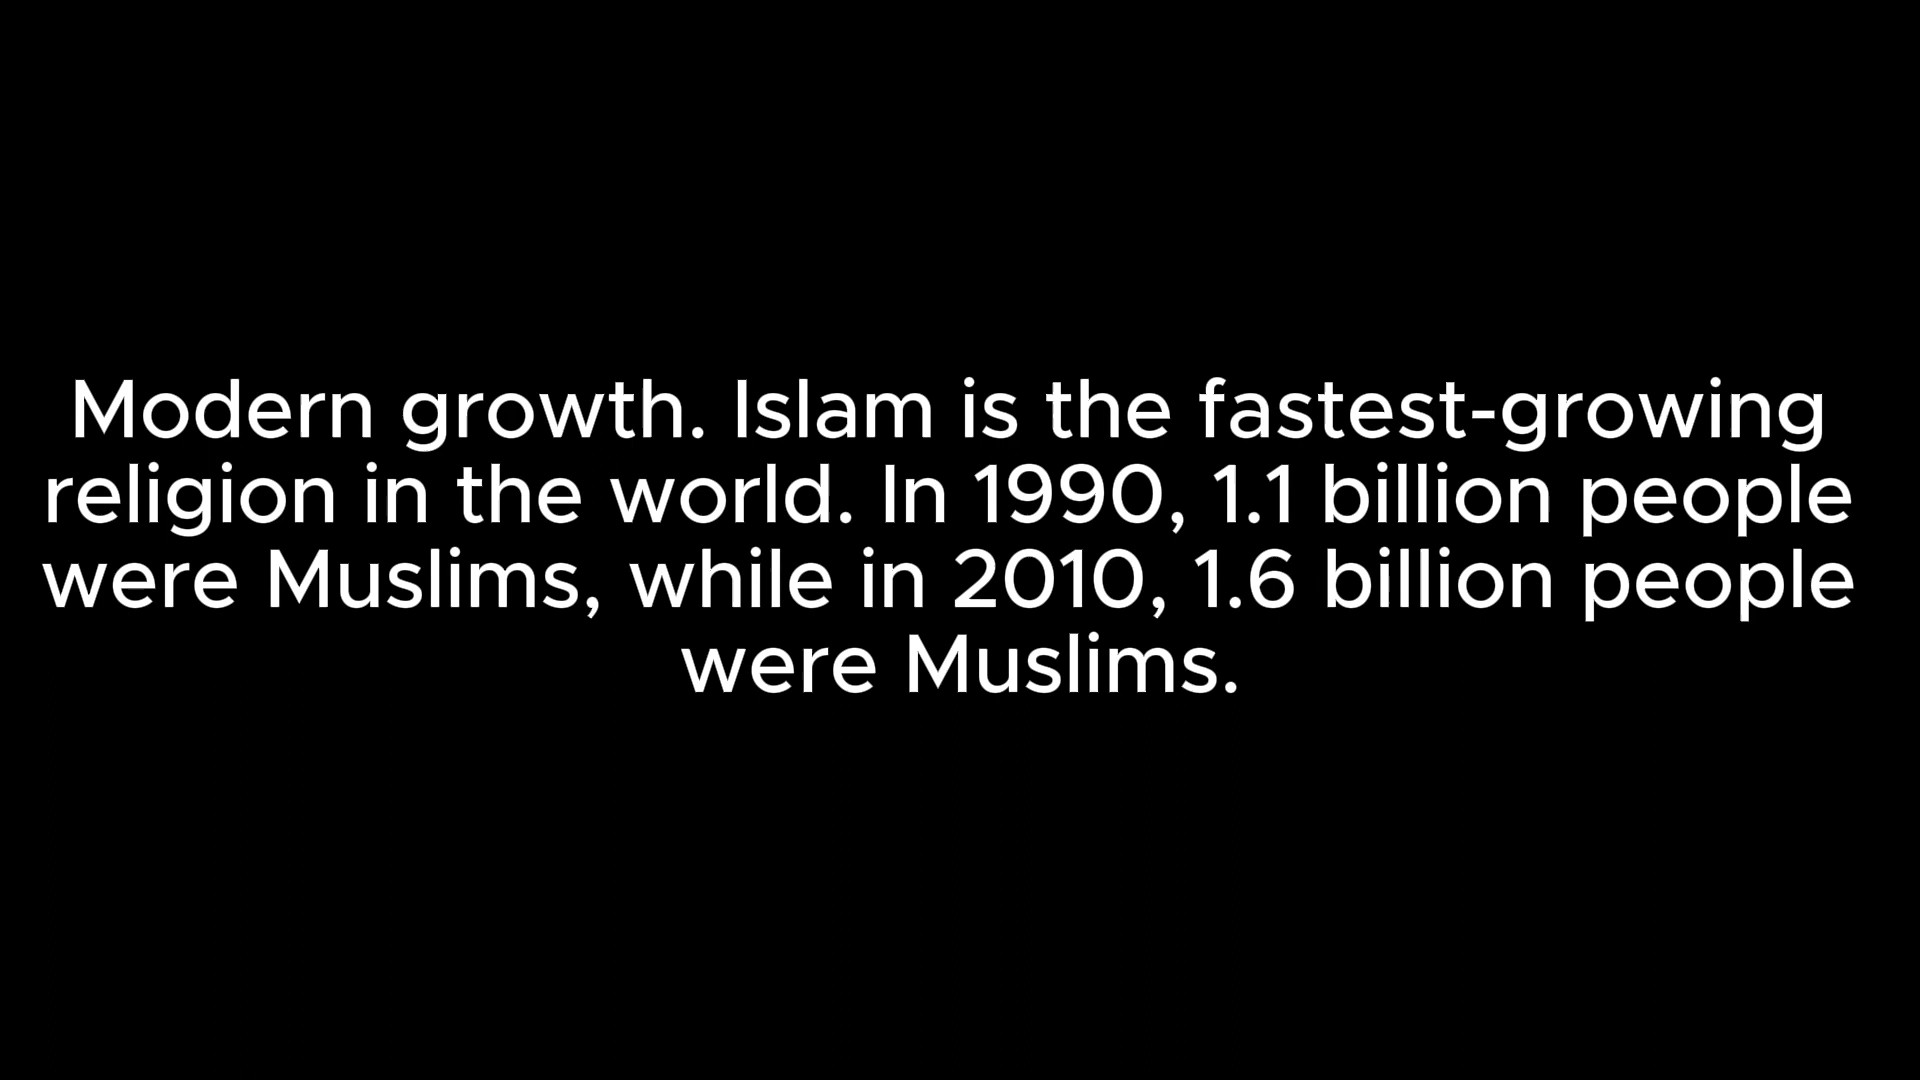 Modern growth. Islam is the fastest-growing
religion in the world. In 1990, 1.1 billion people
were Muslims, while in 2010, 1.6 billion people
were Muslims.